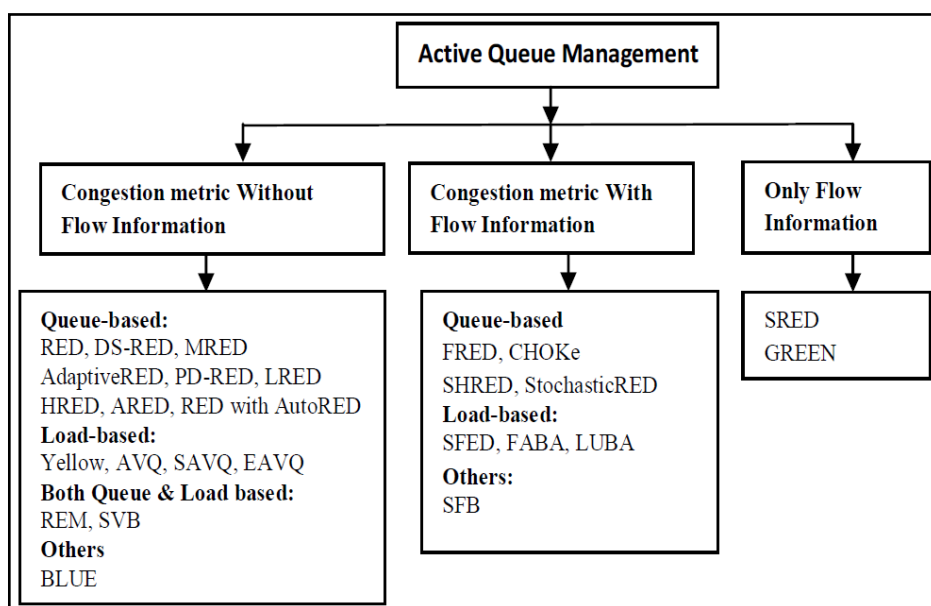 Active Queue Management
Congestion metric Without
Flow Information
Queue-based:
RED, DS-RED, MRED
AdaptiveRED, PD-RED, LRED
HRED, ARED, RED with AutoRED
Load-based:
Yellow, AVQ, SAVQ, EAVQ
Both Queue & Load based:
REM, SVB
Others
BLUE
Congestion metric With
Flow Information
Queue-based
FRED, CHOKe
SHRED, StochasticRED
Load-based:
SFED, FABA, LUBA
Others:
SFB
Only Flow
Information
SRED
GREEN